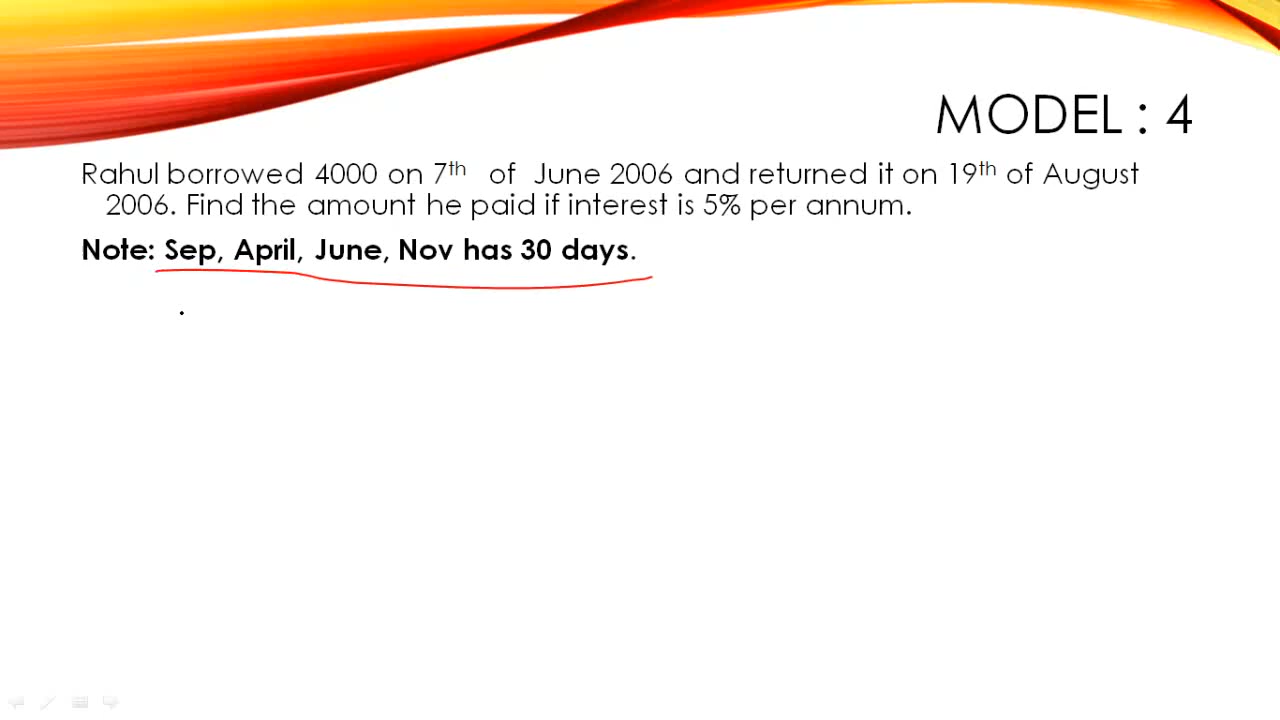 MODEL : 4
Rahul borrowed 4000 on 7th of June 2006 and returned it on 19th of August
2006. Find the amount he paid if interest is 5% per annum.
Note: Sep, April, June, Nov has 30 days.